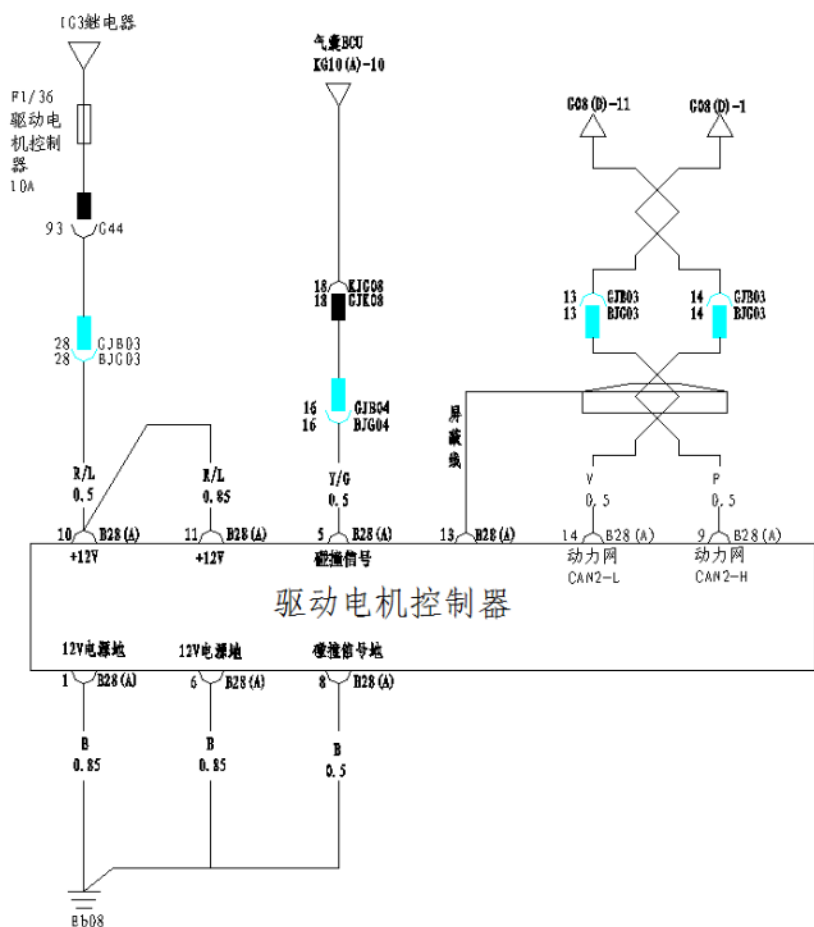 IG3继电器
F1/36
驱动电
机控制
器
10A
93 G44
28 GJB03
28 BJG03
R/L
0.5
R/L
0.85
气囊ECU
KG10(A)-10
18 KJG08
18 GJK08
16 GJB04
16 BJG04
Y/G
0.5
屏蔽线
G08(D)-11
G08(D)-1
13 GJB03
13 BJG03
14 GJB03
14 BJG03
V
0.5
P
0.5
10 B28(A)
11 B28(A)
5 B28(A)
13 B28(A)
14 B28(A)
9 B28(A)
+12V
+12V
碰撞信号
动力网
CAN2-L
动力网
CAN2-H
驱动电机控制器
12V电源地
12V电源地
碰撞信号地
1 B28(A)
6 B28(A)
8 B28(A)
B
0.85
B
0.85
B
0.5
Eb08